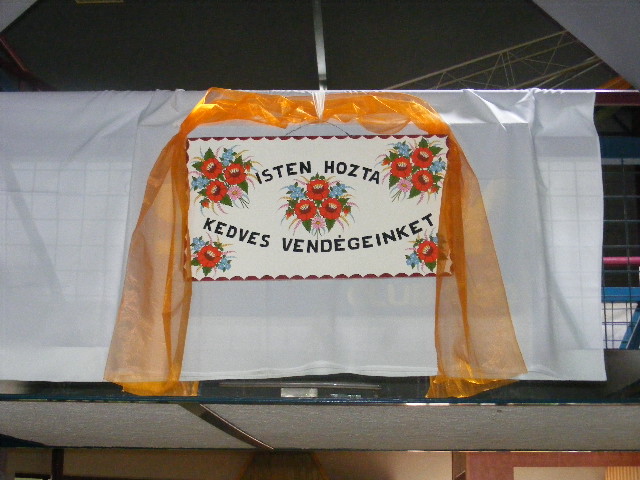 ISTEN HOZTA
KEDVES VENDÉGEINKET